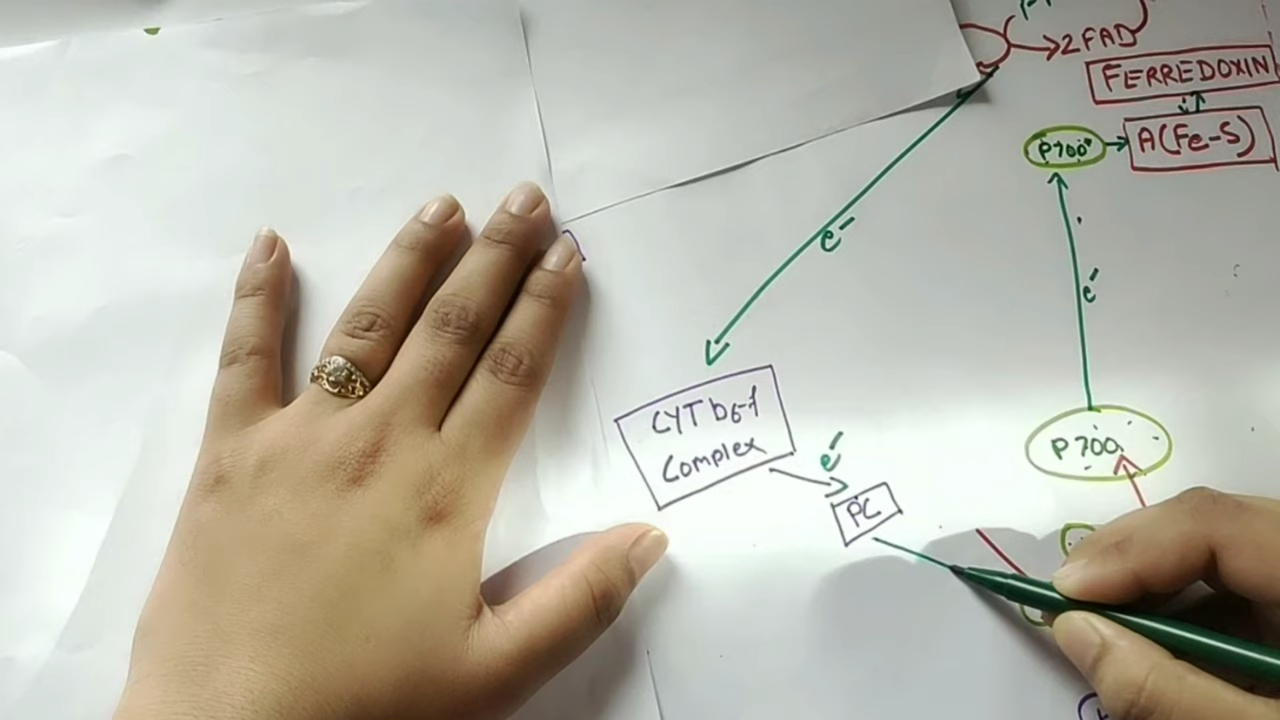 2FAD
FERREDOXIN
P700*
A(Fe-S)
e-
e-
CYT b6-f
Complex
e-
P700
PC